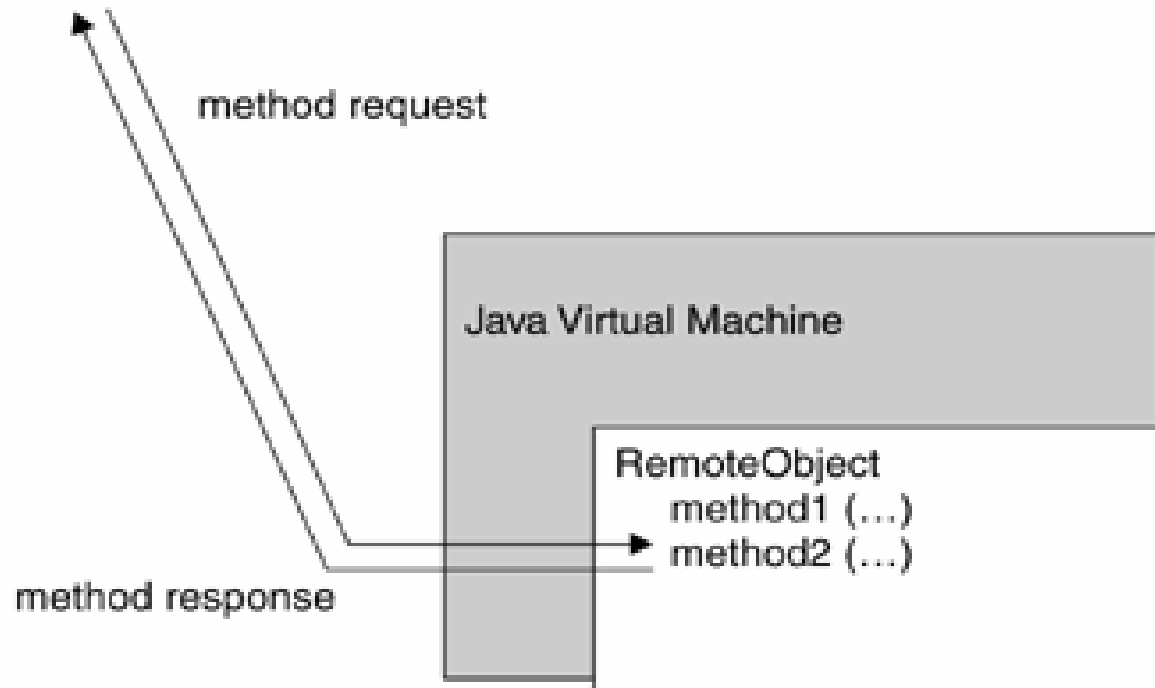 method request
Java Virtual Machine
RemoteObject
method1 (...)
method2 (...)
method response